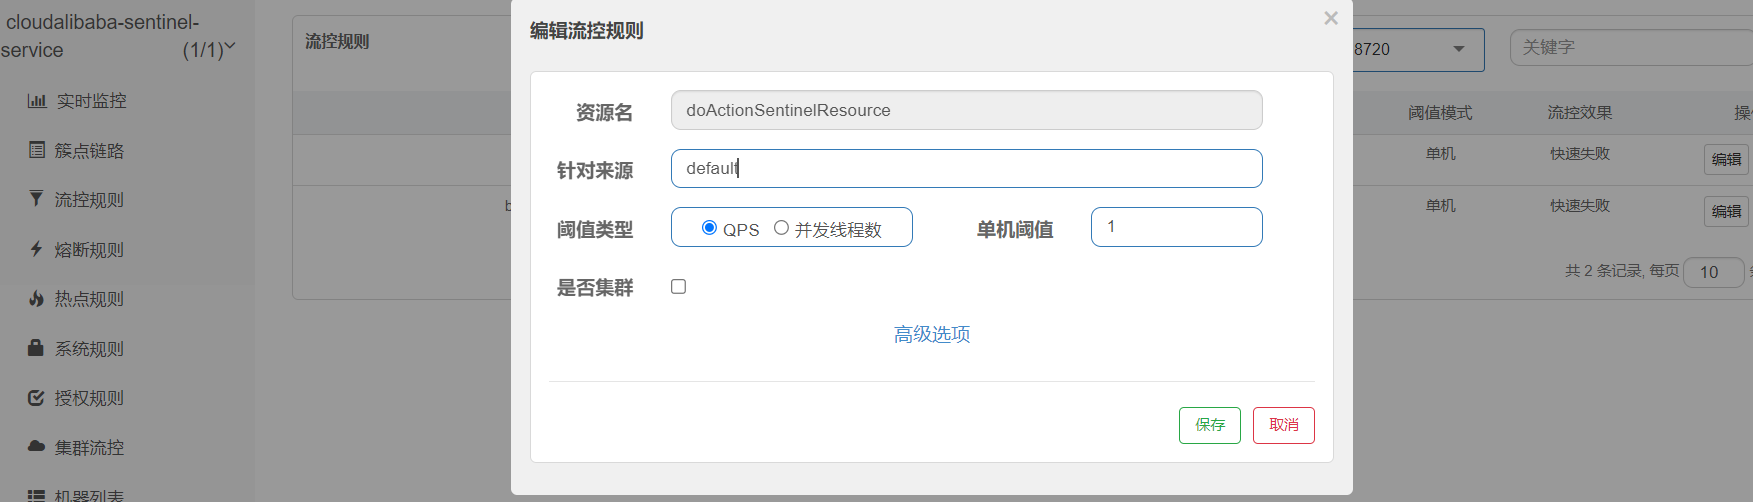 cloudalibaba-sentinel-
service (1/1)
实时监控
簇点链路
流控规则
熔断规则
热点规则
系统规则
授权规则
集群流控
机器列表
流控规则
8720
关键字
阈值模式 流控效果
单机 快速失败 编辑
b
单机 快速失败 编辑
共 2 条记录, 每页 10
编辑流控规则
×
资源名 doActionSentinelResource
针对来源 default
阈值类型 QPS 并发线程数 单机阈值 1
是否集群
高级选项
保存 取消